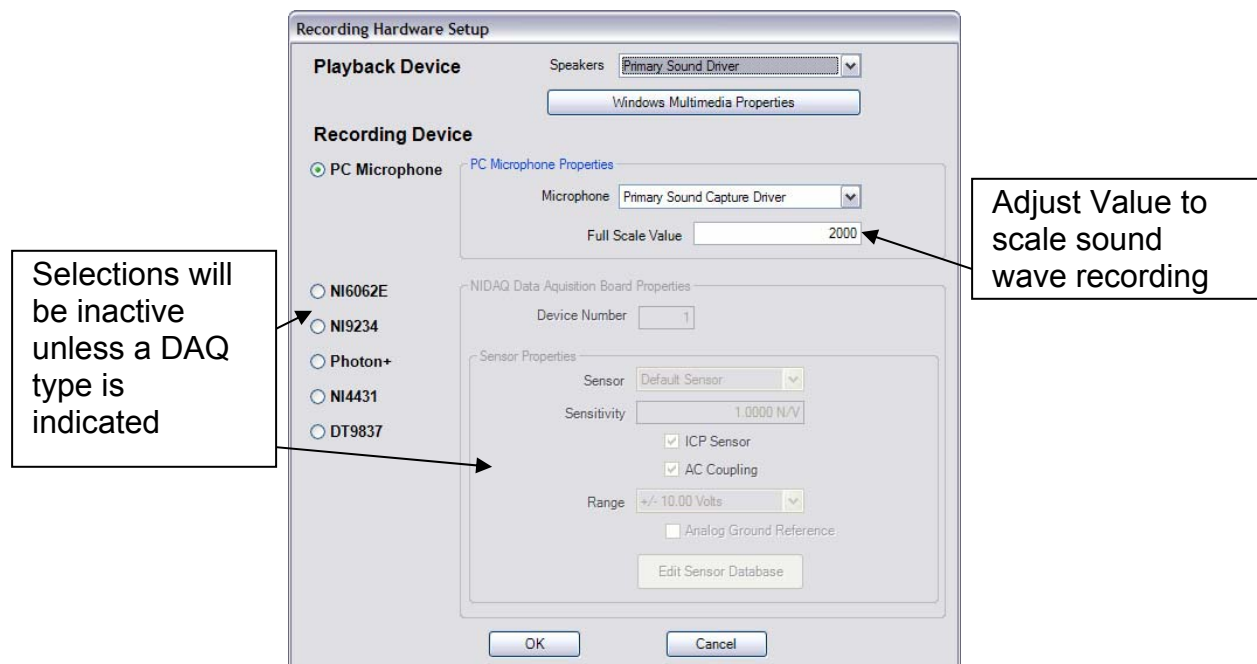 Recording Hardware Setup
Playback Device
Speakers Primary Sound Driver
Windows Multimedia Properties
Recording Device
PC Microphone
PC Microphone Properties
Microphone Primary Sound Capture Driver
Full Scale Value 2000
Adjust Value to
scale sound
wave recording
Selections will
be inactive
unless a DAQ
type is
indicated
NI6062E
NI9234
Photon+
NI4431
DT9837
NIDAQ Data Aquisition Board Properties
Device Number 1
Sensor Properties
Sensor Default Sensor
Sensitivity 1.0000 N/V
ICP Sensor
AC Coupling
Range +/- 10.00 Volts
Analog Ground Reference
Edit Sensor Database
OK Cancel